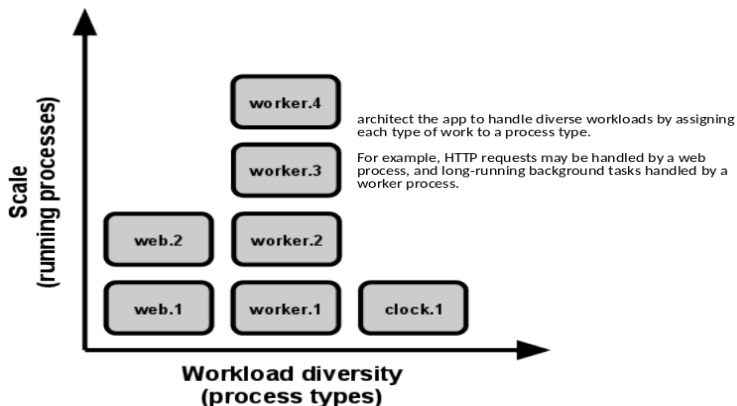 worker.4
architect the app to handle diverse workloads by assigning
each type of work to a process type.
For example, HTTP requests may be handled by a web
process, and long-running background tasks handled by a
worker process.
worker.3
Scale
(running processes)
web.2
worker.2
web.1
worker.1
clock.1
Workload diversity
(process types)